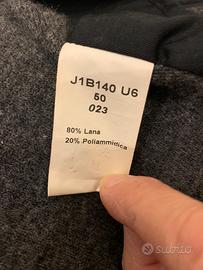 J1B140 U6
50
023
80% Lana
20% Poliammidica
subito